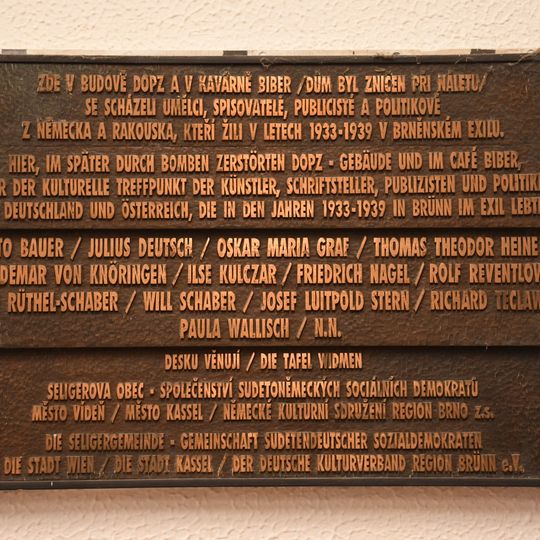 ZDE V BUDOVĚ DOPZ A V KAVÁRNĚ BIBER /DŮM BYL ZNIČEN PŘI NÁLETU/
SE SCHÁZELI UMĚLCI, SPISOVATELÉ, PUBLICISTÉ A POLITIKOVÉ
Z NĚMECKA A RAKOUSKA, KTEŘÍ ŽILI V LETECH 1933-1939 V BRNĚNSKÉM EXILU.
HIER, IM SPÄTER DURCH BOMBEN ZERSTÖRTEN DOPZ - GEBÄUDE UND IM CAFÉ BIBER,
DER KULTURELLE TREFFPUNKT DER KÜNSTLER, SCHRIFTSTELLER, PUBLIZISTEN UND
DEUTSCHLAND UND ÖSTERREICH, DIE IN DEN JAHREN 1933-1939 IN BRÜNN IM EXIL
BAUER / JULIUS DEUTSCH / OSKAR MARIA GRAF / THOMAS THEODOR HEINE
VON KNÖRINGEN / ILSE KULCZAR / FRIEDRICH NAGEL / ROLF REVENTLOW
RÜTHEL-SCHABER / WILL SCHABER / JOSEF LUITPOLD STERN / RICHARD
PAULA WALLISCH / N.N.
DESKU VĚNUJÍ / DIE TAFEL WIDMEN
SELIGEROVA OBEC - SPOLEČENSTVÍ SUDETONĚMECKÝCH SOCIÁLNÍCH DEMOKRATŮ
MĚSTO VÍDEŇ / MĚSTO KASSEL / NĚMECKÉ KULTURNÍ SDRUŽENÍ REGION BRNO z.s.
DIE SELIGERGEMEINDE - GEMEINSCHAFT SUDETENDEUTSCHER SOZIALDEMOKRATEN
DIE STADT WIEN / DIE STADT KASSEL / DER DEUTSCHE KULTURVERBAND REGION BRÜNN e.V.